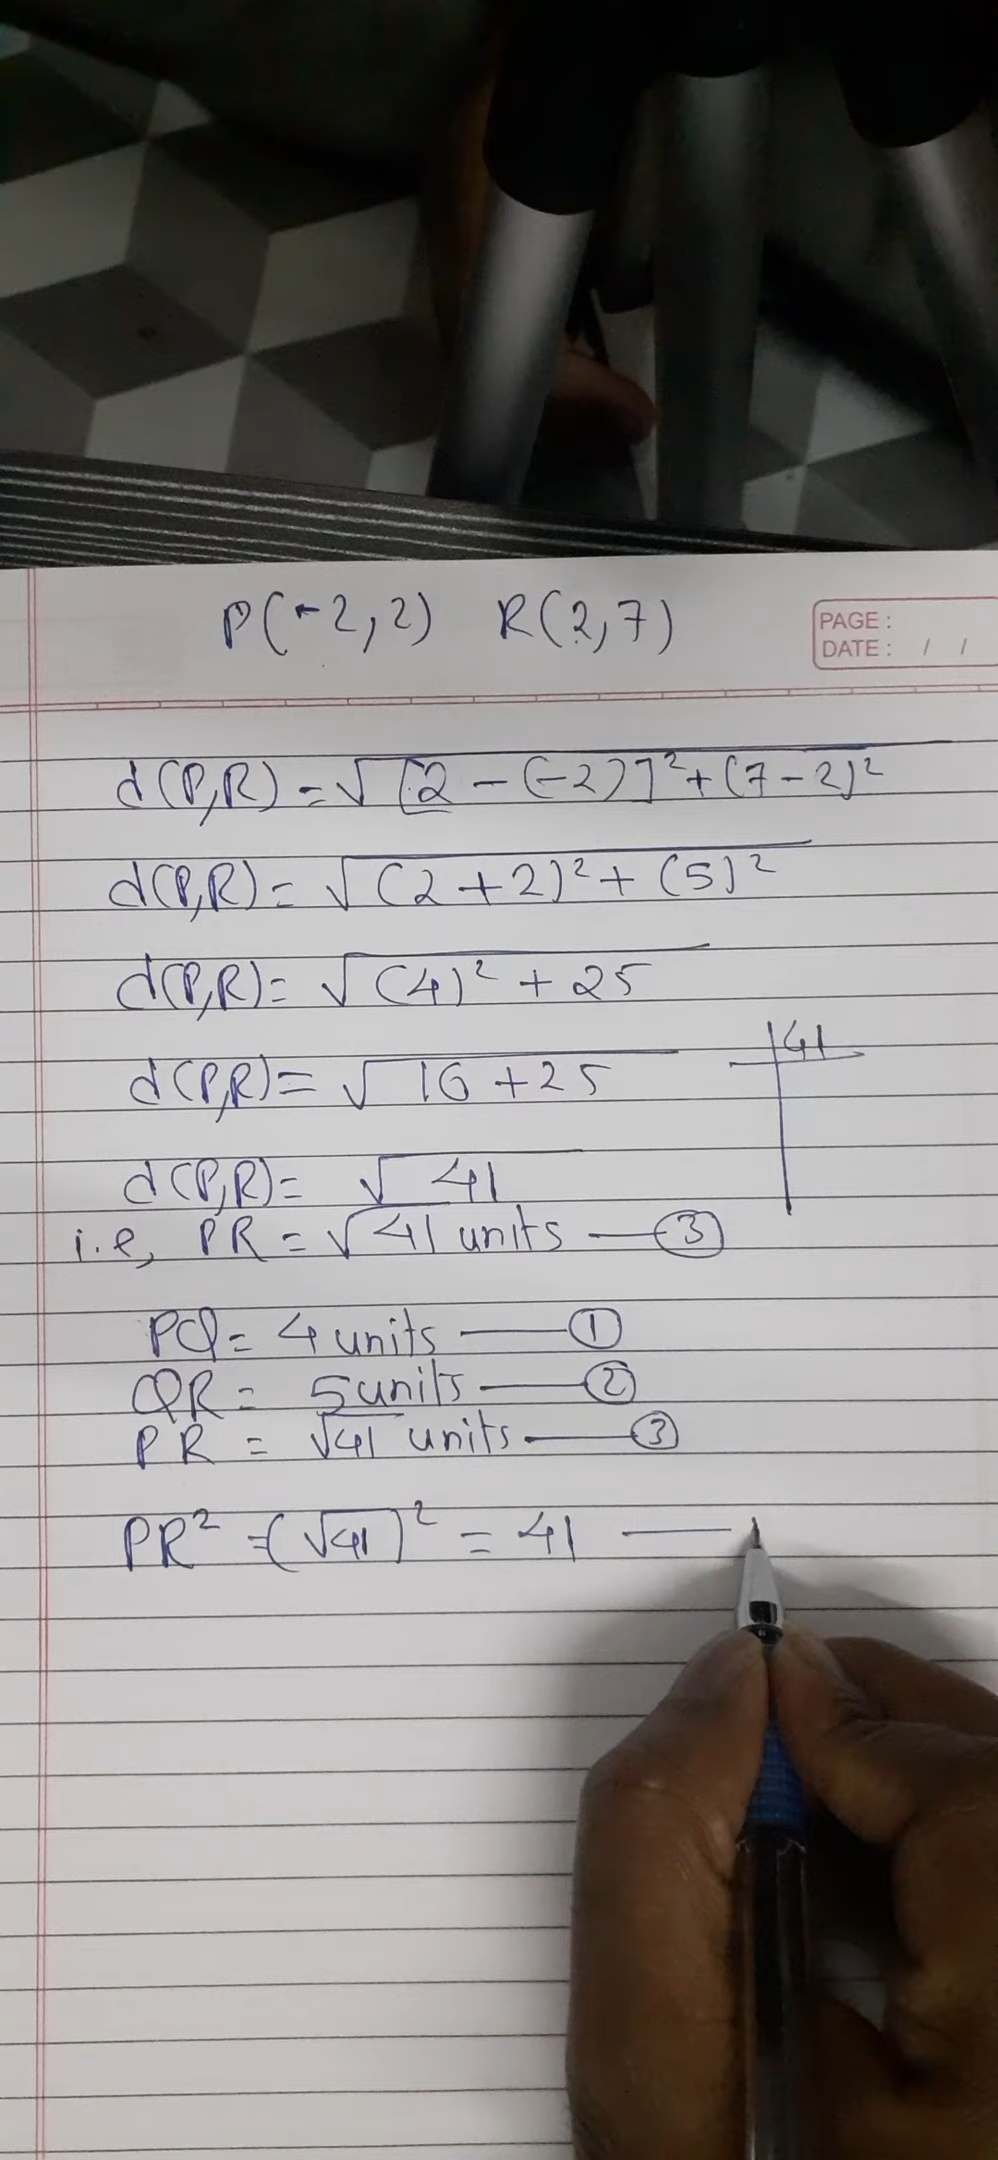 P(-2,2) R(2,7)
PAGE :
DATE : / /
d(P,R) = √[2-(-2)]²+(7-2)²
d(P,R) = √(2+2)²+(5)²
d(P,R) = √(4)²+25
41
d(P,R) = √16+25
d(P,R) = √41
i.e, PR = √41 units — ③
PQ = 4 units — ①
QR = 5 units — ②
PR = √41 units — ③
PR² = (√41)² = 41 —